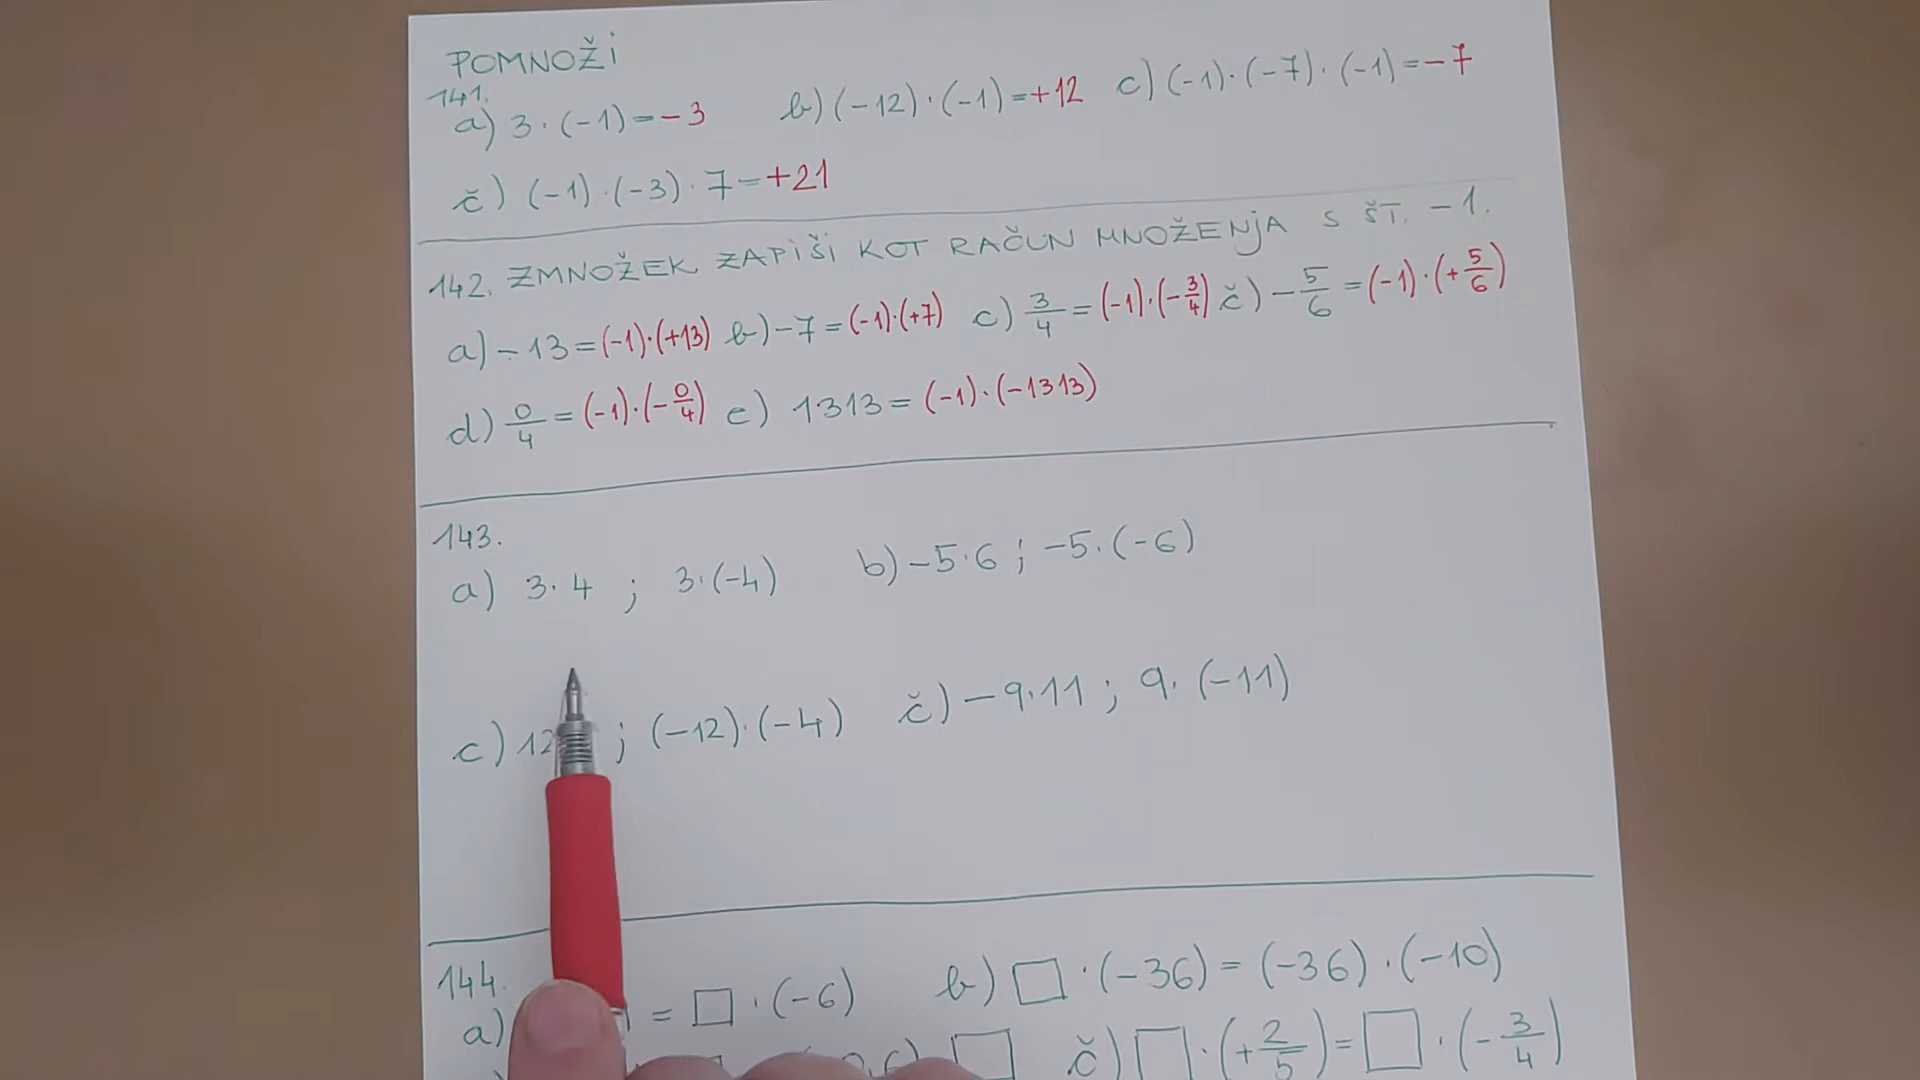 POMNOŽI
141.
a) 3·(-1)=-3 b) (-12)·(-1)=+12 c) (-1)·(-7)·(-1)=-7
č) (-1)·(-3)·7=+21
142. ZMNOŽEK ZAPIŠI KOT RAČUN MNOŽENJA S ŠT. -1.
a) -13=(-1)·(+13) b) -7=(-1)·(+7) c) 3/4=(-1)·(-3/4) č) -5/6=(-1)·(+5/6)
d) 0/4=(-1)·(-0/4) e) 1313=(-1)·(-1313)
143.
a) 3·4 ; 3·(-4) b) -5·6 ; -5·(-6)
c) 12 ; (-12)·(-4) č) -9·11 ; 9·(-11)
144.
a) = □·(-6) b) □·(-36)=(-36)·(-10)
č) □·(+2/5)=□·(-3/4)